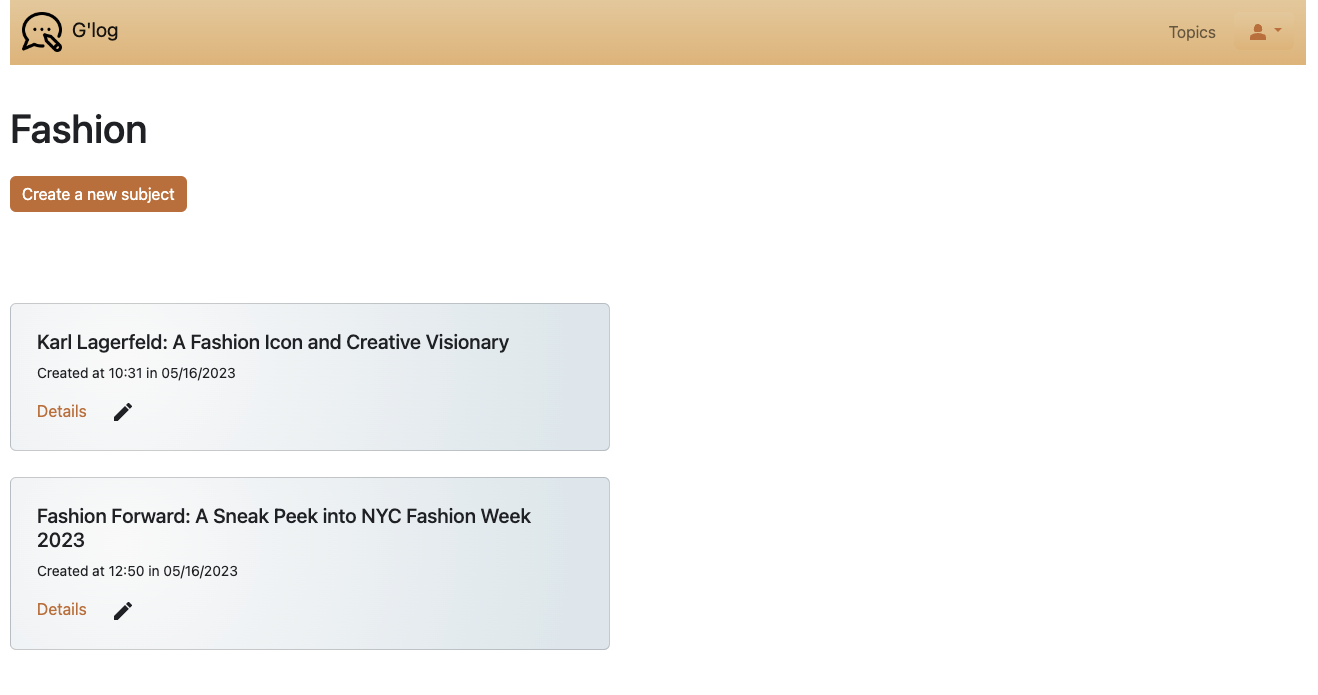 G'log
Topics
Fashion
Create a new subject
Karl Lagerfeld: A Fashion Icon and Creative Visionary
Created at 10:31 in 05/16/2023
Details
Fashion Forward: A Sneak Peek into NYC Fashion Week
2023
Created at 12:50 in 05/16/2023
Details